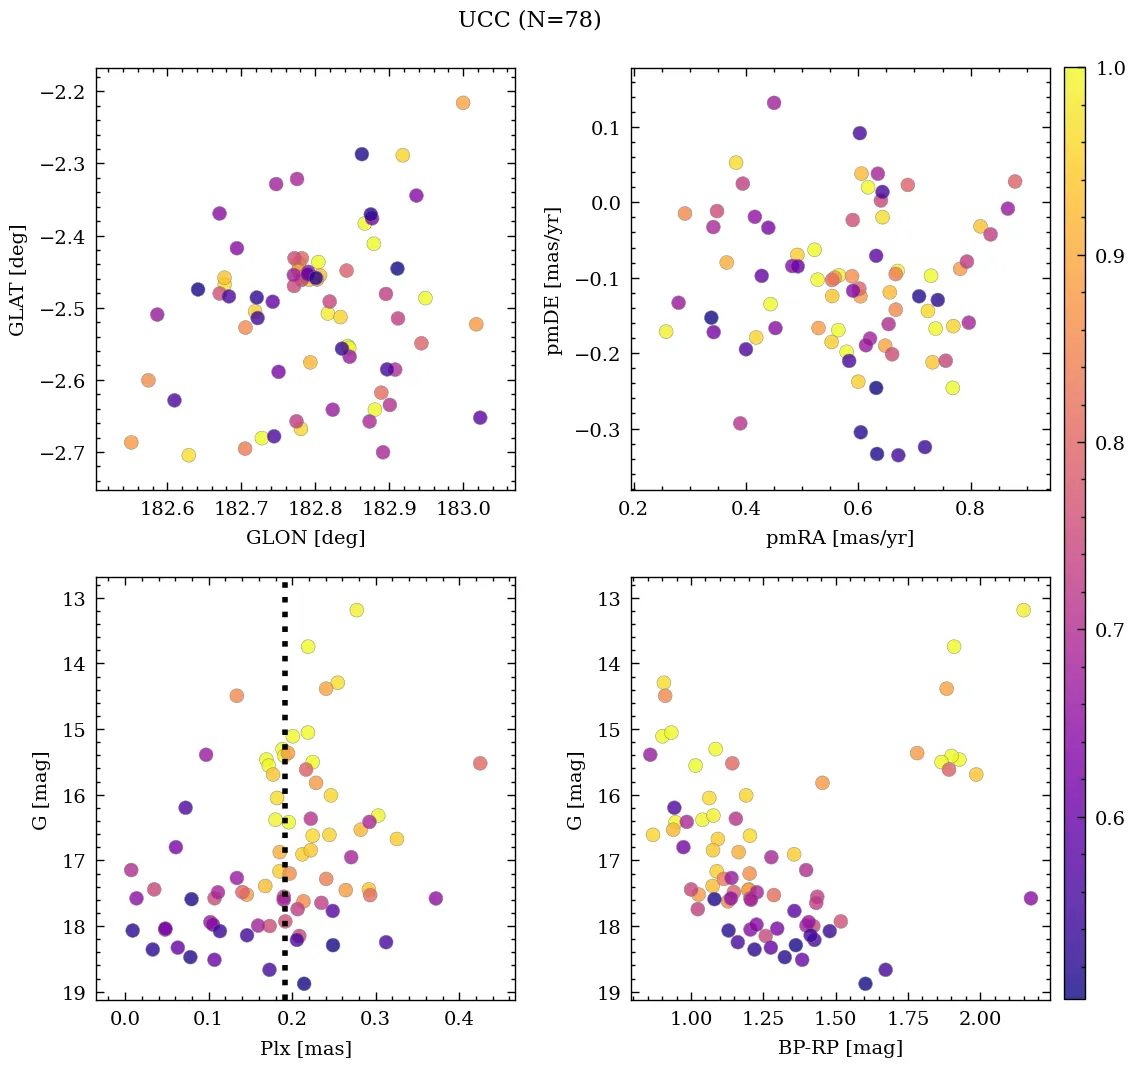 UCC (N=78)
−2.2
−2.3
−2.4
−2.5
−2.6
−2.7
GLAT [deg]
182.6 182.7 182.8 182.9 183.0
GLON [deg]
0.1
0.0
−0.1
−0.2
−0.3
pmDE [mas/yr]
0.2 0.4 0.6 0.8
pmRA [mas/yr]
1.0
0.9
0.8
0.7
0.6
13
14
15
16
17
18
19
G [mag]
0.0 0.1 0.2 0.3 0.4
Plx [mas]
13
14
15
16
17
18
19
G [mag]
1.00 1.25 1.50 1.75 2.00
BP-RP [mag]